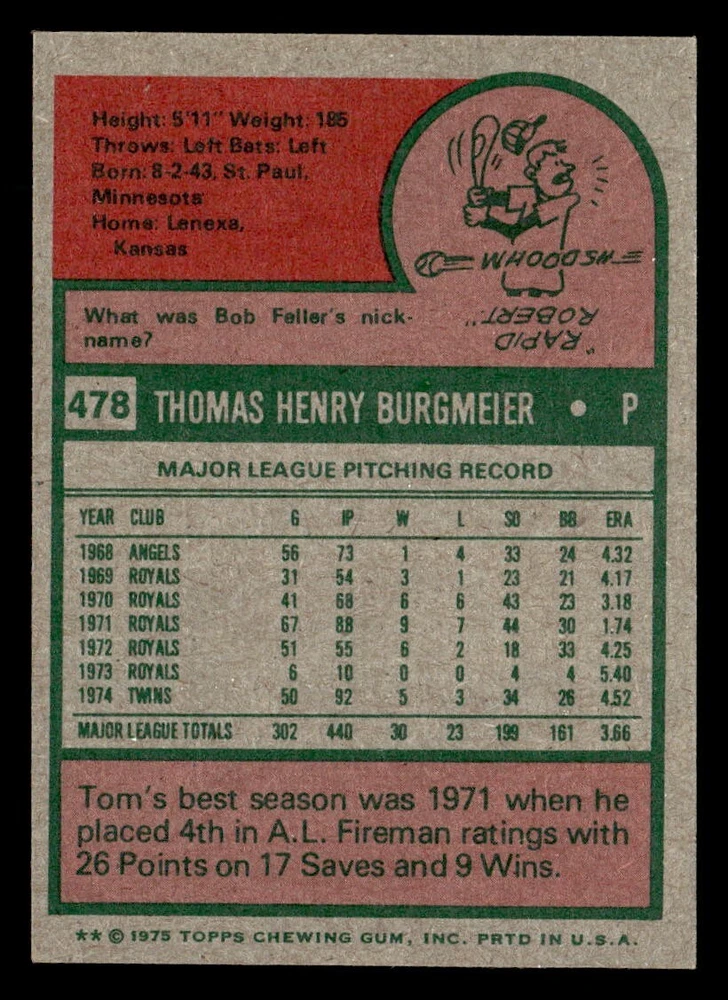 Height: 5'11" Weight: 185
Throws: Left Bats: Left
Born: 8-2-43, St. Paul,
Minnesota
Home: Lenexa,
Kansas
What was Bob Feller's nick-
name?
"RAPID
ROBERT."
WSDOOHM
478 THOMAS HENRY BURGMEIER • P
MAJOR LEAGUE PITCHING RECORD
YEAR CLUB G IP W L SO BB ERA
1968 ANGELS 56 73 1 4 33 24 4.32
1969 ROYALS 31 54 3 1 23 21 4.17
1970 ROYALS 41 68 6 6 43 23 3.18
1971 ROYALS 67 88 9 7 44 30 1.74
1972 ROYALS 51 55 6 2 18 33 4.25
1973 ROYALS 6 10 0 0 4 4 5.40
1974 TWINS 50 92 5 3 34 26 4.52
MAJOR LEAGUE TOTALS 302 440 30 23 199 161 3.66
Tom's best season was 1971 when he
placed 4th in A.L. Fireman ratings with
26 Points on 17 Saves and 9 Wins.
** © 1975 TOPPS CHEWING GUM, INC. PRTD IN U.S.A.